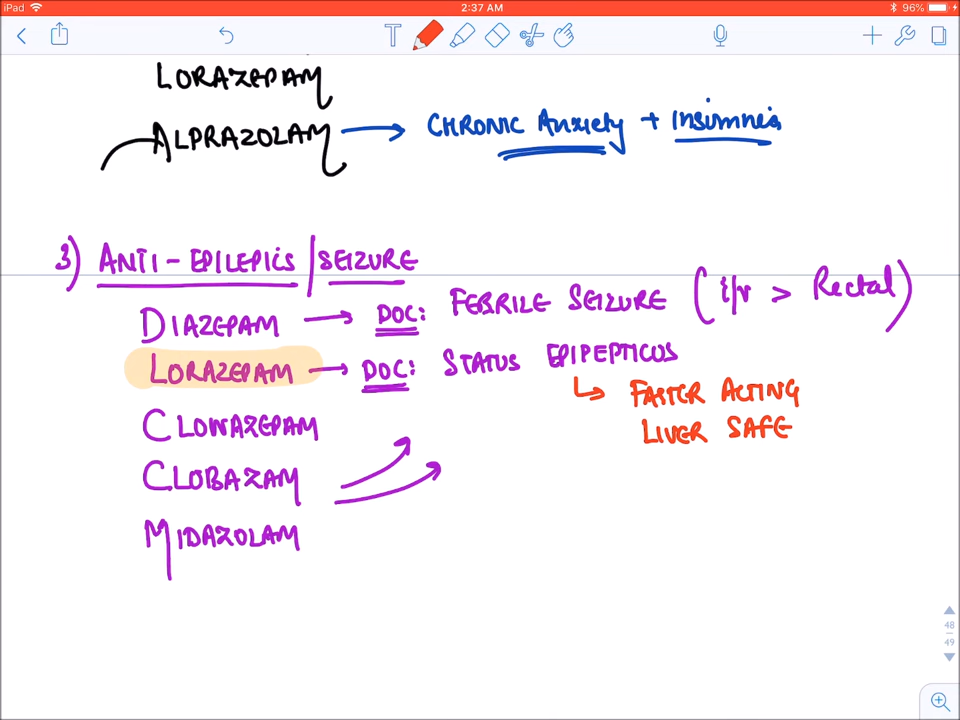 iPad 2:37 AM 96%
T
LORAZEPAM
ALPRAZOLAM → CHRONIC Anxiety + Insimnia
3) ANTI-EPILEPICS / SEIZURE
DIAZEPAM → DOC: FEBRILE SEIZURE (i/v > Rectal)
LORAZEPAM → DOC: STATUS EPIPEPTICUS
↳ FASTER ACTING
LIVER SAFE
CLONAZEPAM
CLOBAZAM
MIDAZOLAM
48
49